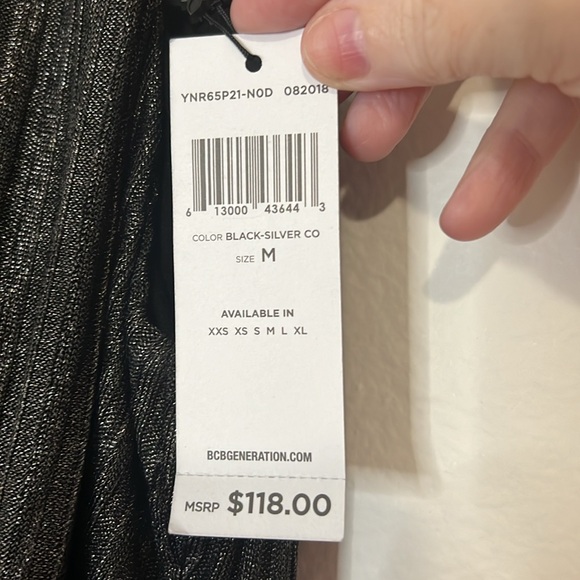 YNR65P21-N0D 082018
6 13000 43644 3
COLOR BLACK-SILVER CO
SIZE M
AVAILABLE IN
XXS XS S M L XL
BCBGENERATION.COM
MSRP $118.00